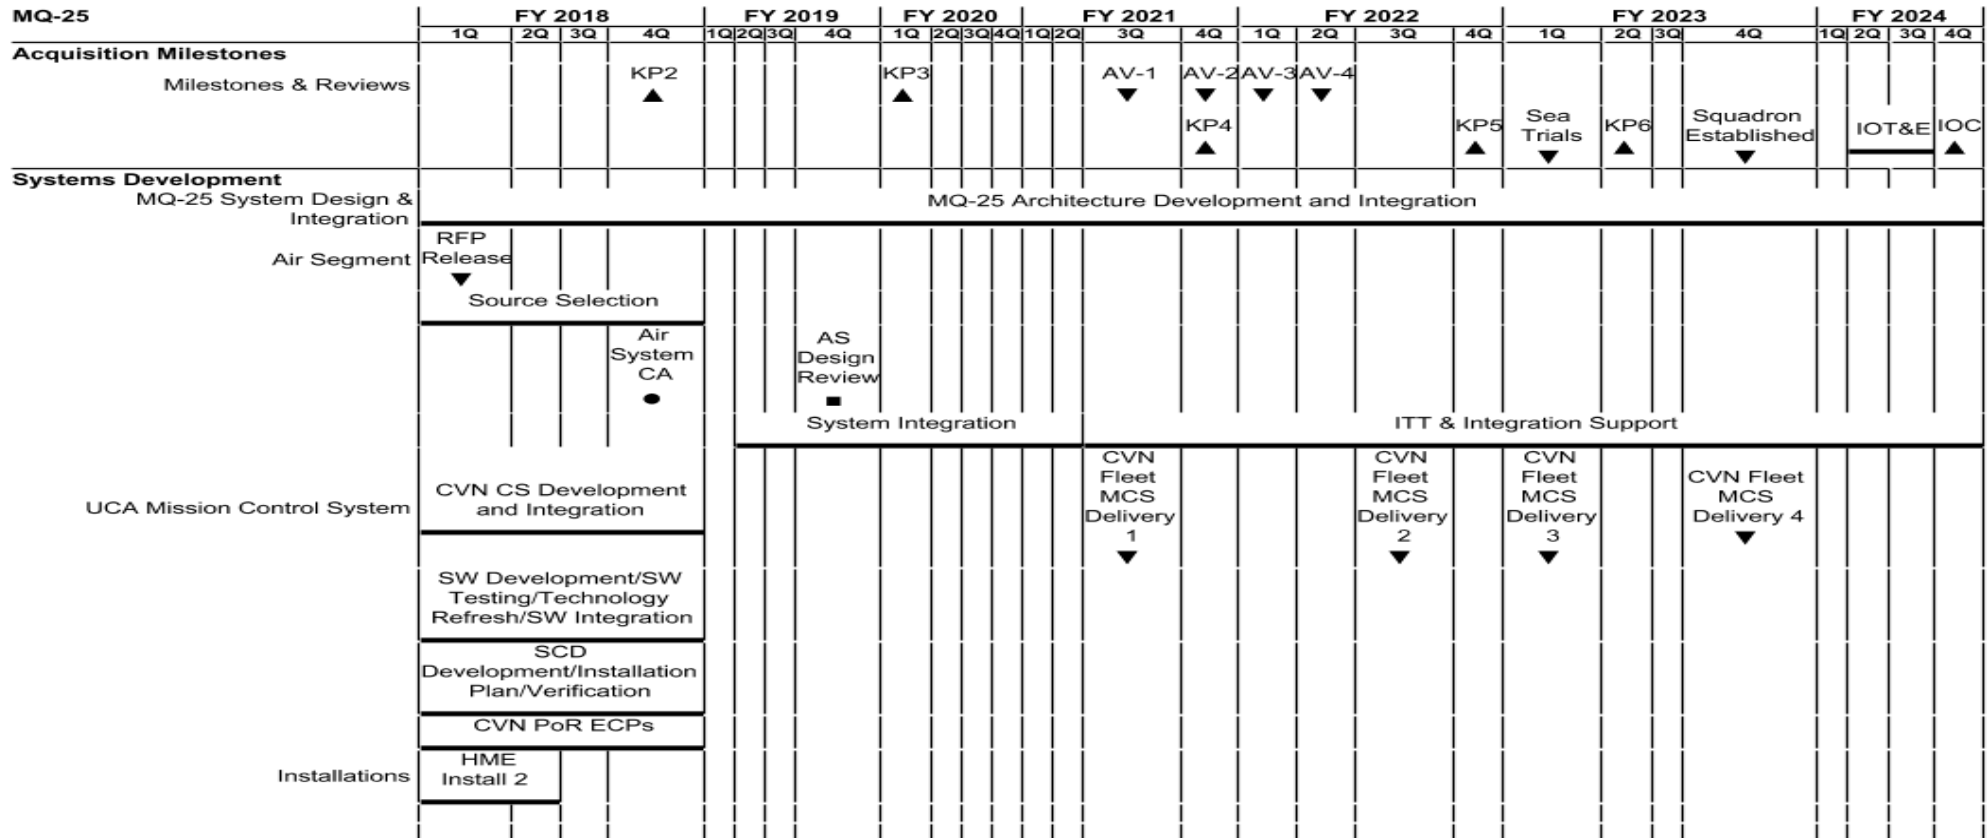 MQ-25 FY 2018 FY 2019 FY 2020 FY 2021 FY 2022 FY 2023 FY 2024
1Q 2Q 3Q 4Q 1Q 2Q 3Q 4Q 1Q 2Q 3Q 4Q 1Q 2Q 3Q 4Q 1Q 2Q 3Q 4Q 1Q 2Q 3Q 4Q 1Q 2Q 3Q 4Q
Acquisition Milestones
Milestones & Reviews
KP2
KP3
AV-1
AV-2
AV-3
AV-4
KP4
KP5
Sea
Trials
KP6
Squadron
Established
IOT&E
IOC
Systems Development
MQ-25 System Design &
Integration
MQ-25 Architecture Development and Integration
Air Segment
RFP
Release
Source Selection
Air
System
CA
AS
Design
Review
System Integration
ITT & Integration Support
UCA Mission Control System
CVN CS Development
and Integration
CVN
Fleet
MCS
Delivery
1
CVN
Fleet
MCS
Delivery
2
CVN
Fleet
MCS
Delivery
3
CVN Fleet
MCS
Delivery 4
SW Development/SW
Testing/Technology
Refresh/SW Integration
SCD
Development/Installation
Plan/Verification
CVN PoR ECPs
Installations
HME
Install 2